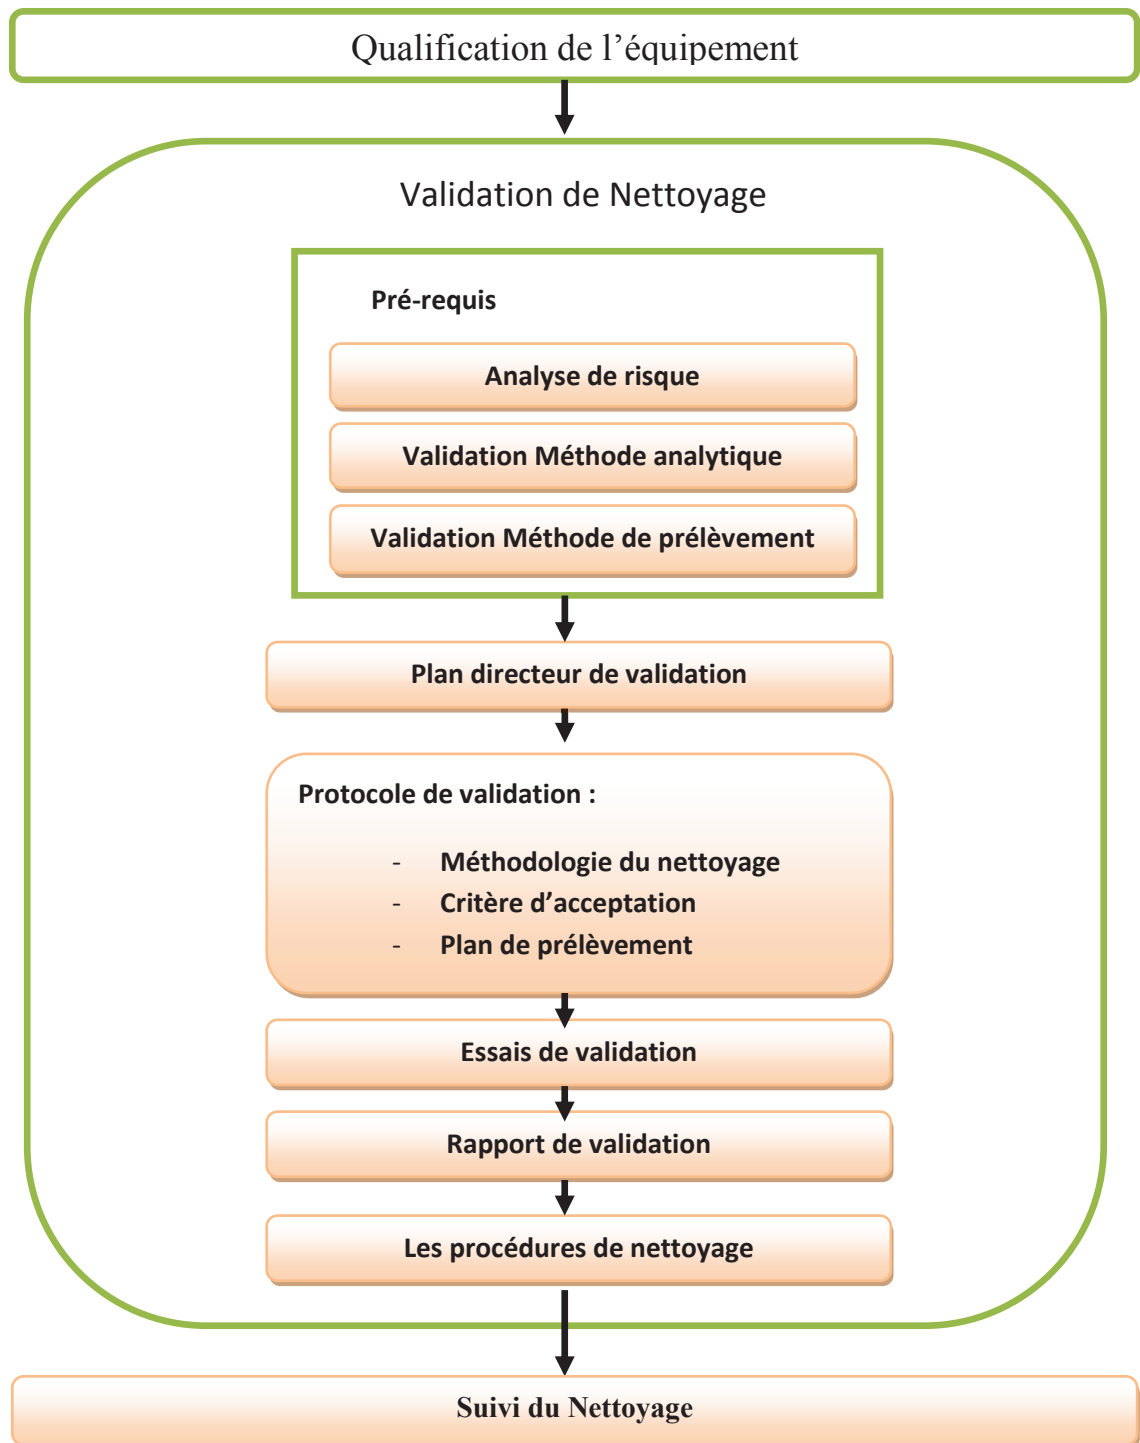 Qualification de l’équipement
Validation de Nettoyage
Pré-requis
Analyse de risque
Validation Méthode analytique
Validation Méthode de prélèvement
Plan directeur de validation
Protocole de validation :
- Méthodologie du nettoyage
- Critère d’acceptation
- Plan de prélèvement
Essais de validation
Rapport de validation
Les procédures de nettoyage
Suivi du Nettoyage